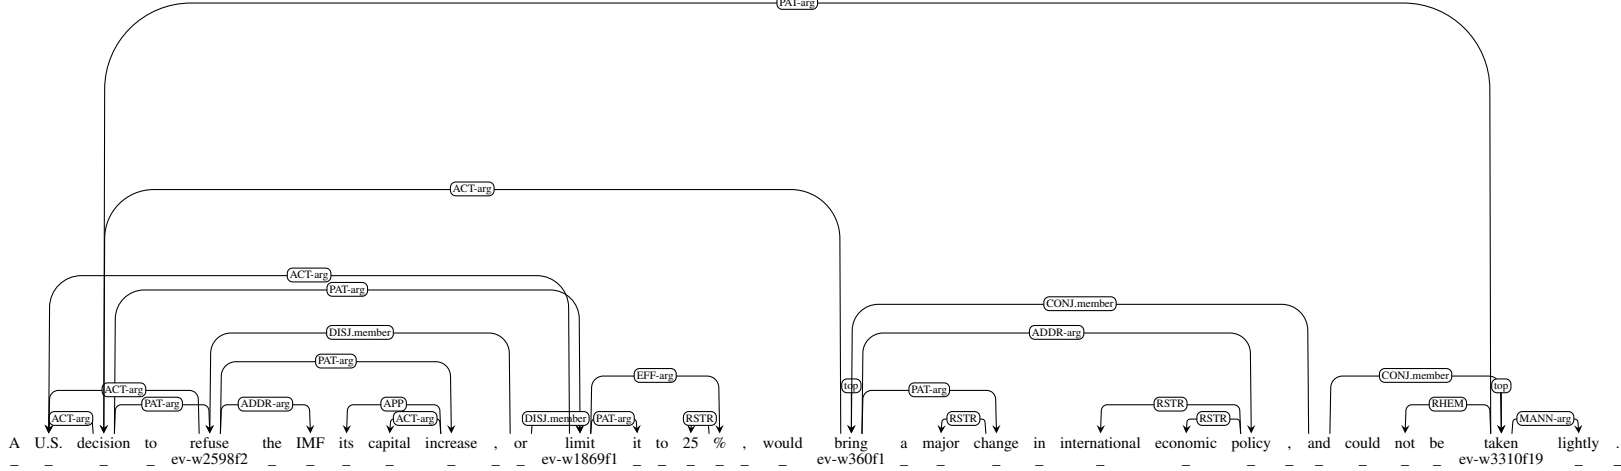 PAT-arg
ACT-arg
ACT-arg
PAT-arg
CONJ.member
DISJ.member ADDR-arg
PAT-arg
EFF-arg CONJ.member
ACT-arg top PAT-arg top
PAT-arg ADDR-arg APP RSTR RHEM
ACT-arg ACT-arg DISJ.member PAT-arg RSTR RSTR RSTR MANN-arg
A U.S. decision to refuse the IMF its capital increase , or limit it to 25 % , would bring a major change in international economic policy , and could not be taken lightly .
_ _ _ _ ev-w2598f2 _ _ _ _ _ _ _ ev-w1869f1 _ _ _ _ _ _ ev-w360f1 _ _ _ _ _ _ _ _ _ _ _ _ ev-w3310f19 _ _